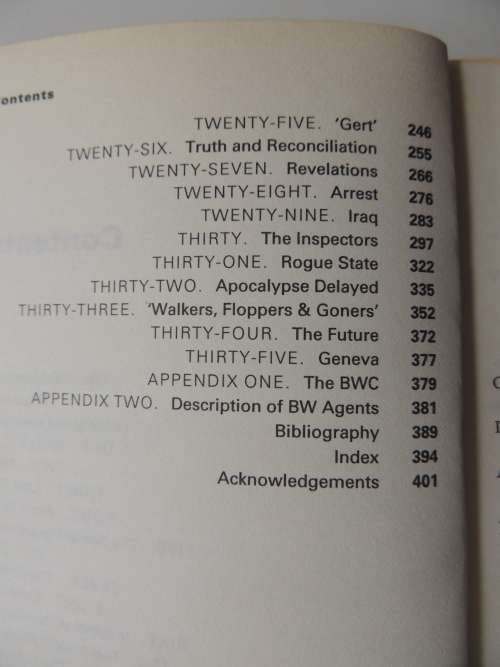 TWENTY-FIVE. 'Gert' 246
TWENTY-SIX. Truth and Reconciliation 255
TWENTY-SEVEN. Revelations 266
TWENTY-EIGHT. Arrest 276
TWENTY-NINE. Iraq 283
THIRTY. The Inspectors 297
THIRTY-ONE. Rogue State 322
THIRTY-TWO. Apocalypse Delayed 335
THIRTY-THREE. 'Walkers, Floppers & Goners' 352
THIRTY-FOUR. The Future 372
THIRTY-FIVE. Geneva 377
APPENDIX ONE. The BWC 379
APPENDIX TWO. Description of BW Agents 381
Bibliography 389
Index 394
Acknowledgements 401